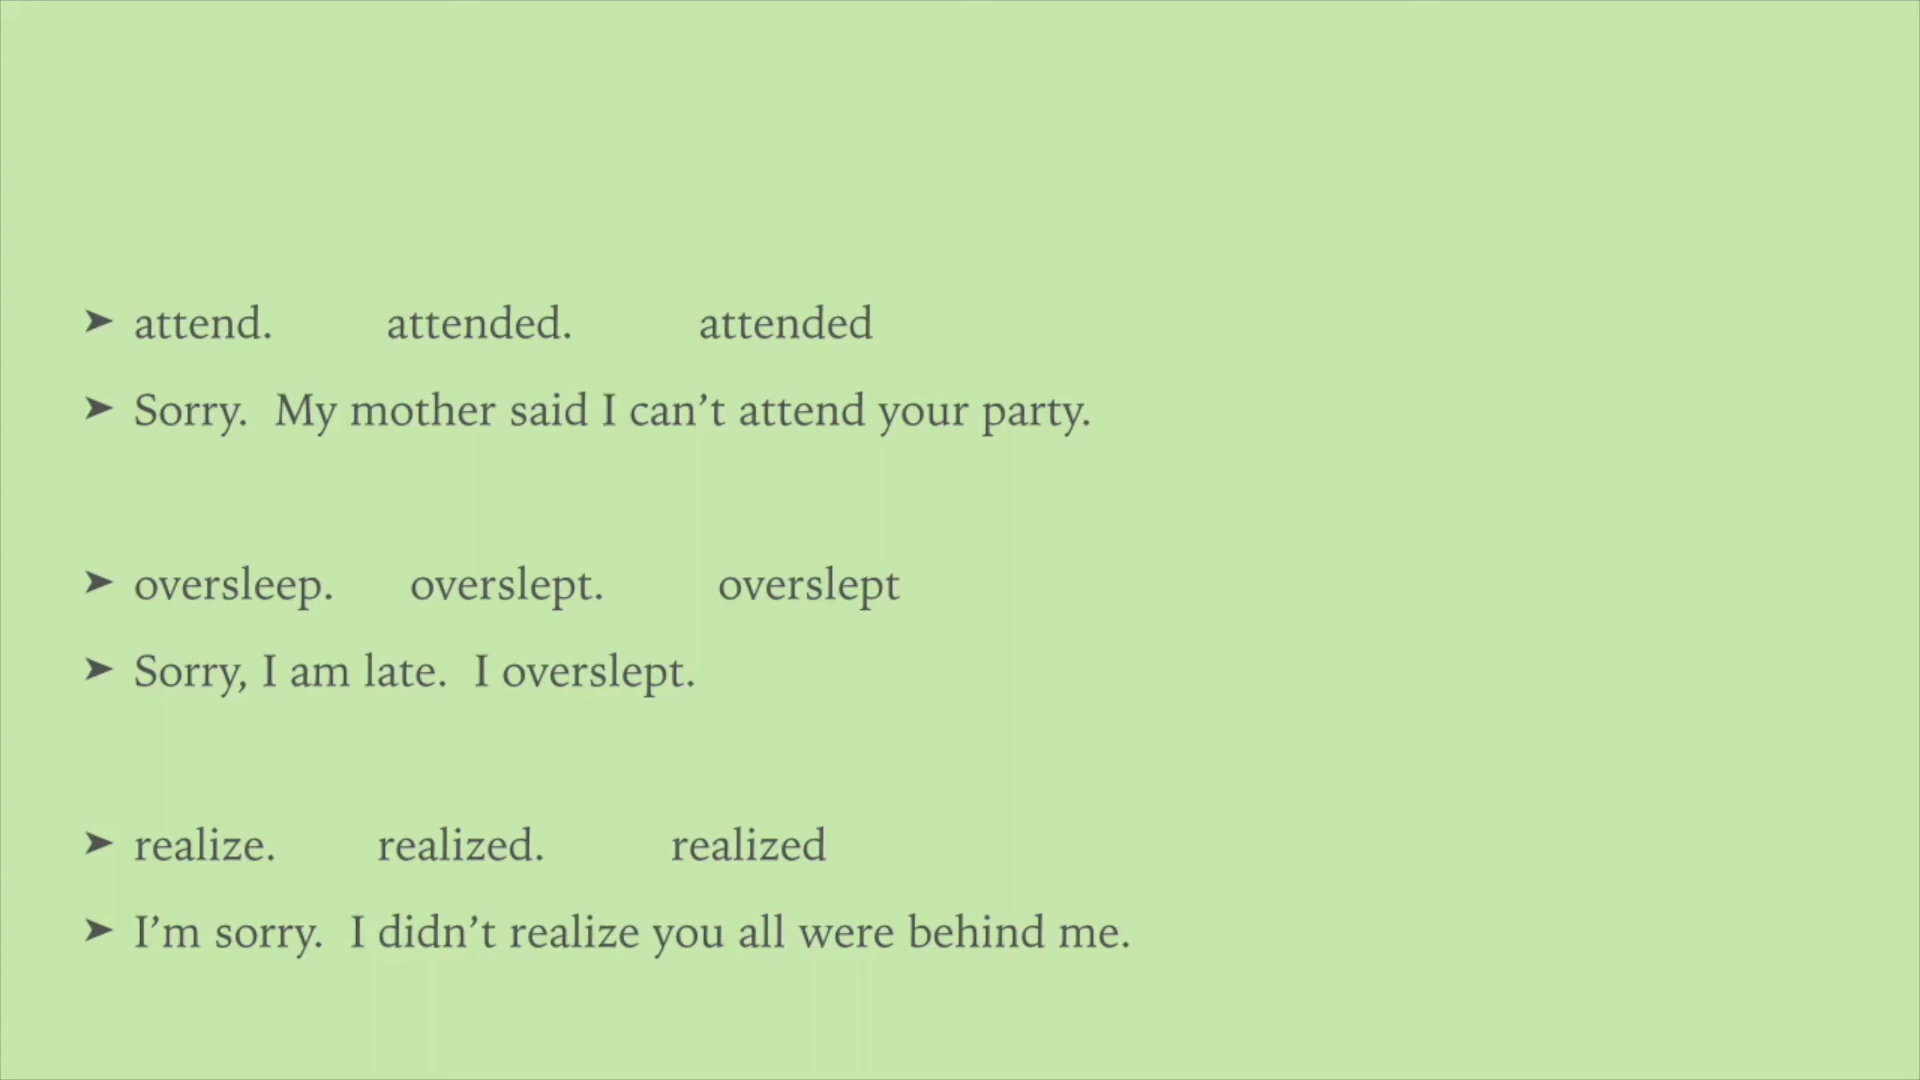 ➤ attend. attended. attended
➤ Sorry. My mother said I can’t attend your party.
➤ oversleep. overslept. overslept
➤ Sorry, I am late. I overslept.
➤ realize. realized. realized
➤ I’m sorry. I didn’t realize you all were behind me.